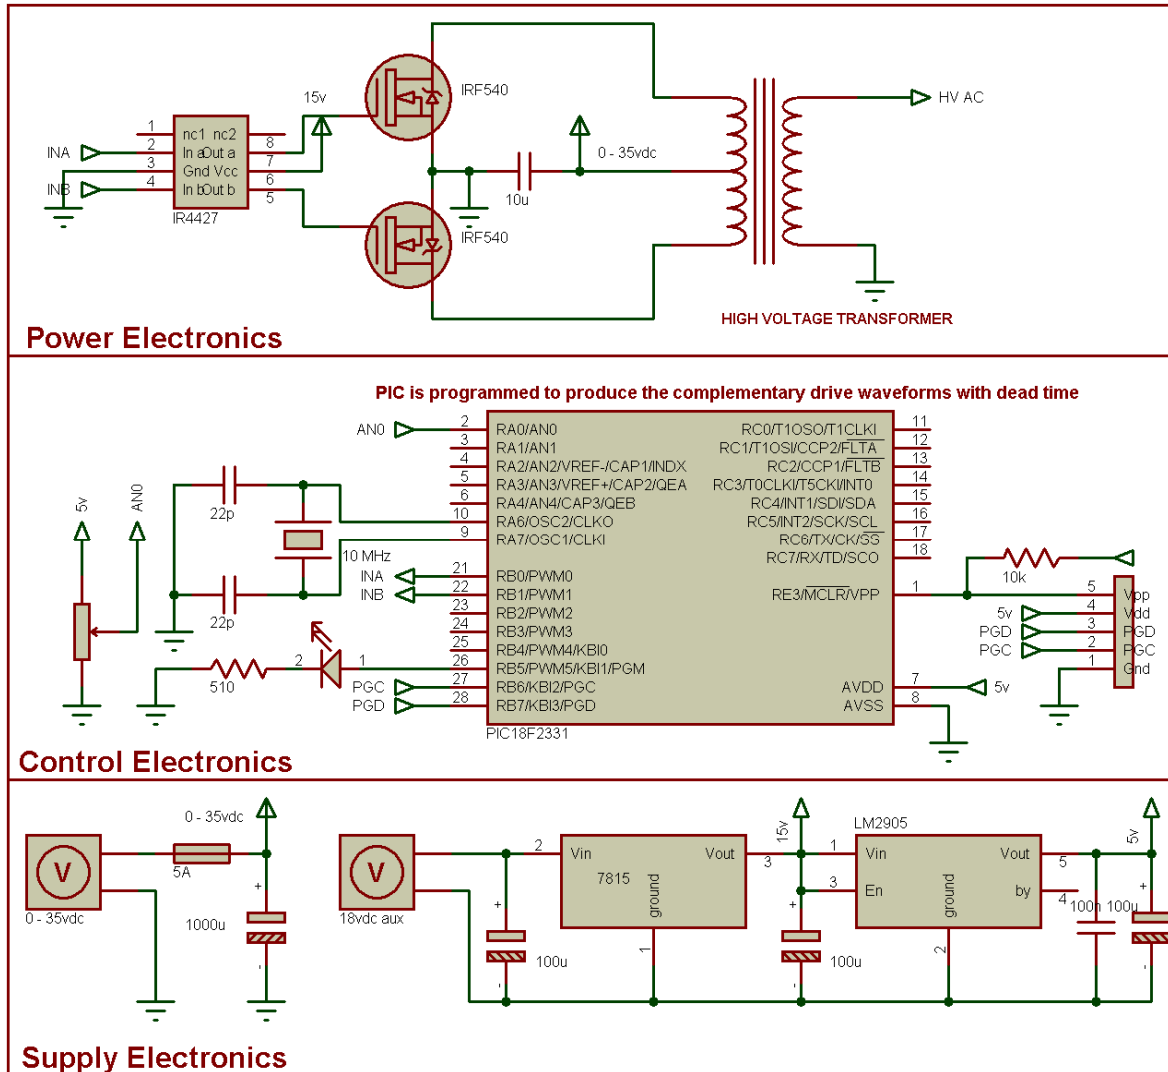 IRF540
15v
HV AC
1 nc1 nc2
INA 2 In a Out a 8
3 Gnd Vcc 7
INB 4 In b Out b 6
5
IR4427
0 - 35vdc
10u
IRF540
HIGH VOLTAGE TRANSFORMER
Power Electronics
PIC is programmed to produce the complementary drive waveforms with dead time
AN0 2 RA0/AN0
3 RA1/AN1
4 RA2/AN2/VREF-/CAP1/INDX
5 RA3/AN3/VREF+/CAP2/QEA
6 RA4/AN4/CAP3/QEB
10 RA6/OSC2/CLKO
9 RA7/OSC1/CLKI
INA 21 RB0/PWM0
INB 22 RB1/PWM1
23 RB2/PWM2
24 RB3/PWM3
25 RB4/PWM4/KBI0
26 RB5/PWM5/KBI1/PGM
PGC 27 RB6/KBI2/PGC
PGD 28 RB7/KBI3/PGD
RC0/T1OSO/T1CLKI 11
RC1/T1OSI/CCP2/FLTA 12
RC2/CCP1/FLTB 13
RC3/T0CLKI/T5CKI/INT0 14
RC4/INT1/SDI/SDA 15
RC5/INT2/SCK/SCL 16
RC6/TX/CK/SS 17
RC7/RX/TD/SCO 18
RE3/MCLR/VPP 1
AVDD 7 5v
AVSS 8
PIC18F2331
5v
AN0
22p
10 MHz
22p
510
2
1
10k
5 Vpp
5v 4 Vdd
PGD 3 PGD
PGC 2 PGC
1 Gnd
Control Electronics
0 - 35vdc
V
5A
0 - 35vdc
+
1000u
-
V
18vdc aux
+
100u
-
2 Vin Vout 3
7815
ground
1
15v
+
100u
-
LM2905
1 Vin Vout 5
3 En by 4
ground
2
5v
100n 100u
+
-
Supply Electronics